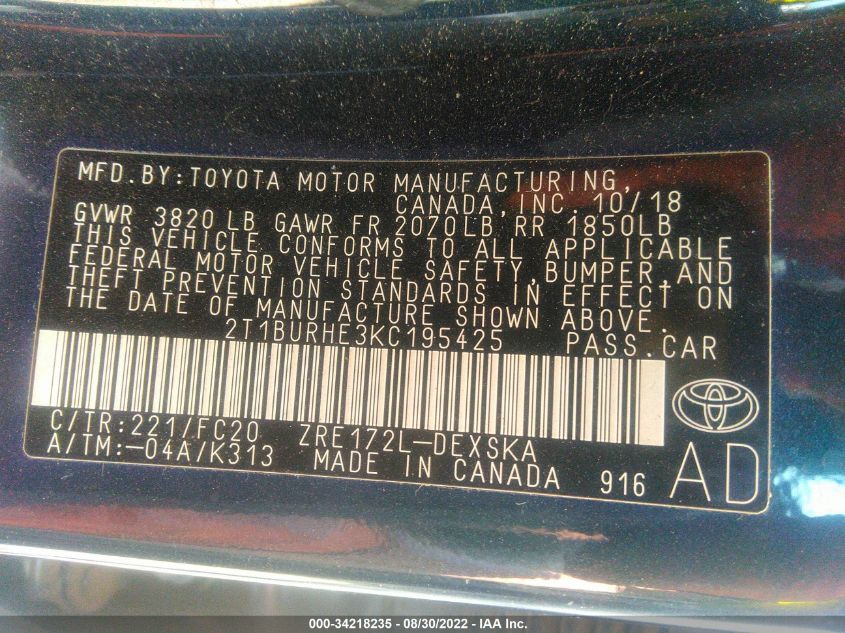 MFD.BY:TOYOTA MOTOR MANUFACTURING,
CANADA,INC. 10/18
GVWR 3820 LB GAWR FR 2070LB RR 1850LB
THIS VEHICLE CONFORMS TO ALL APPLICABLE
FEDERAL MOTOR VEHICLE SAFETY,BUMPER,AND
THEFT PREVENTION STANDARDS IN EFFECT ON
THE DATE OF MANUFACTURE SHOWN ABOVE.
2T1BURHE3KC195425 PASS.CAR
C/TR:221/FC20 ZRE172L-DEXSKA
A/TM:-04A/K313 MADE IN CANADA 916 AD
000-34218235 - 08/30/2022 - IAA Inc.